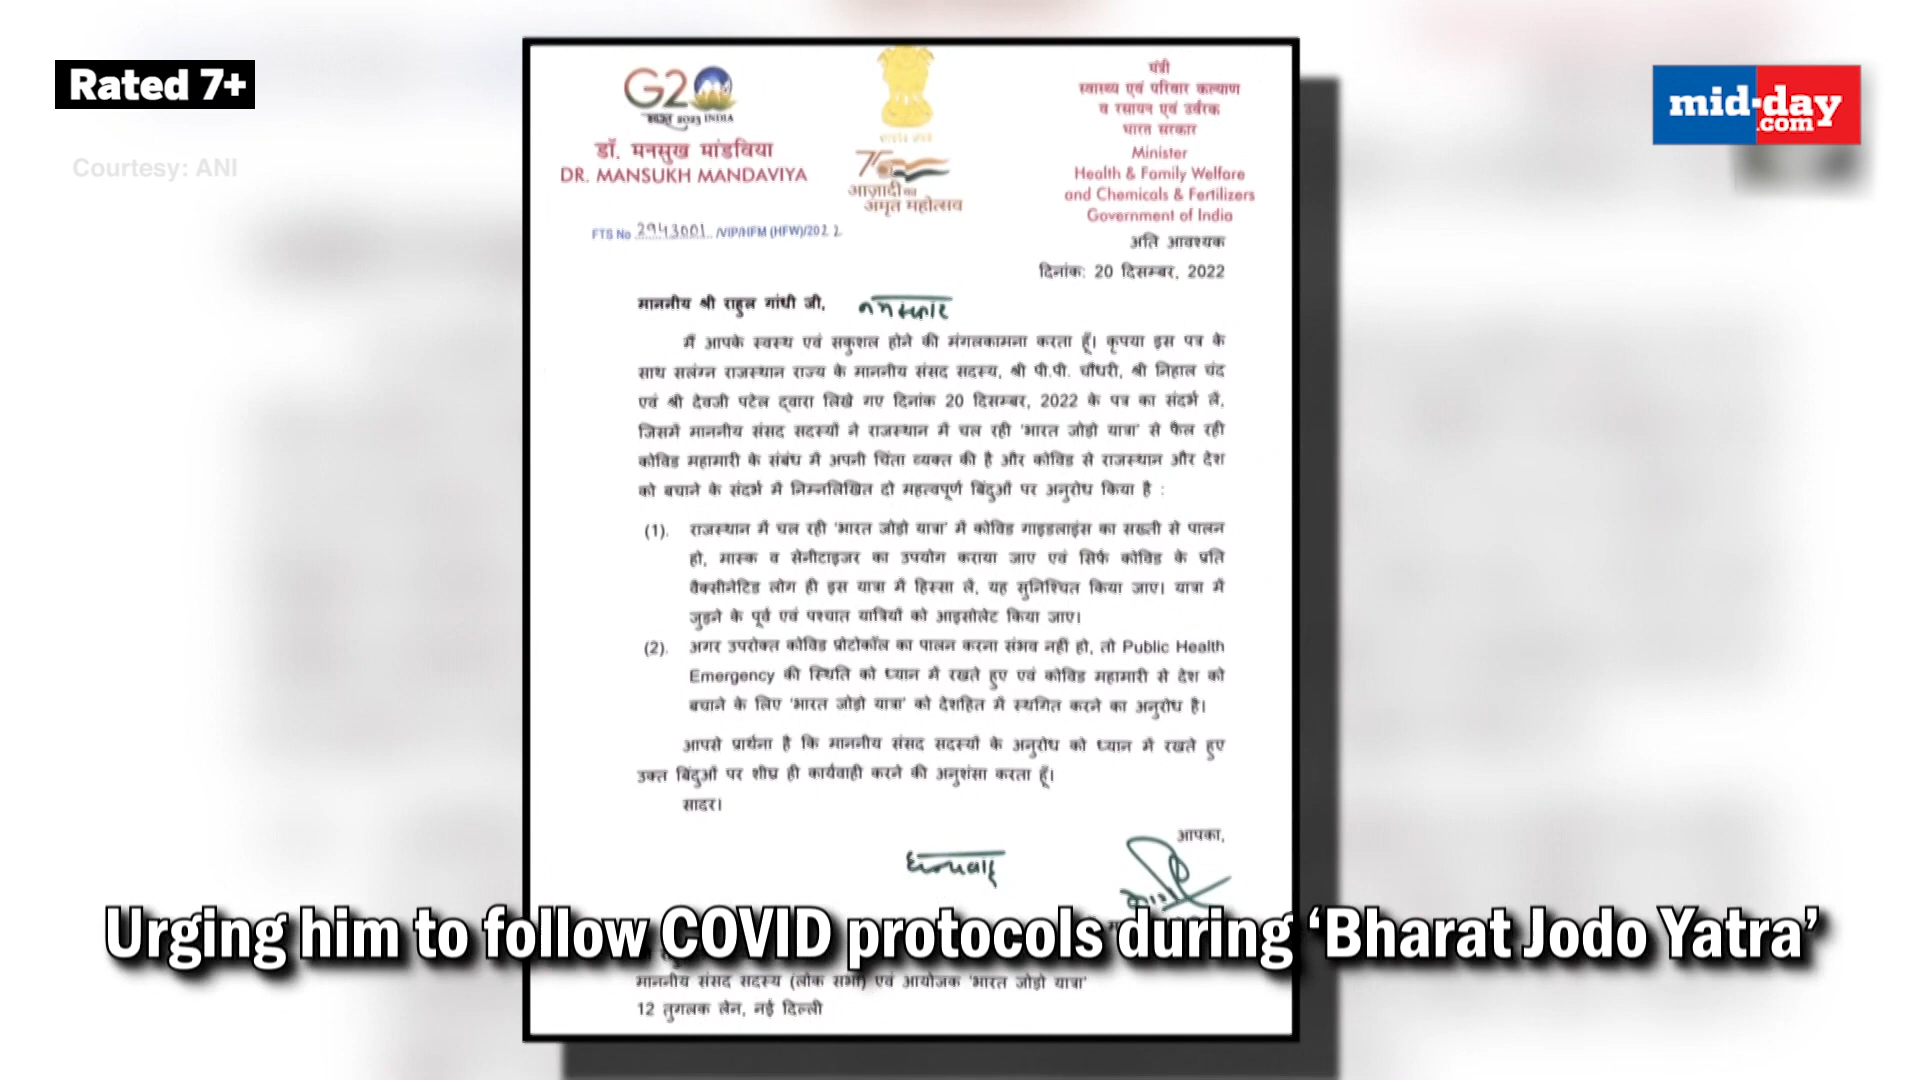 Rated 7+
mid-day
.com
Courtesy: ANI
G20
भारत 2023 INDIA
डॉ. मनसुख मांडविया
DR. MANSUKH MANDAVIYA
75
आज़ादी का
अमृत महोत्सव
मंत्री
स्वास्थ्य एवं परिवार कल्याण
व रसायन एवं उर्वरक
भारत सरकार
Minister
Health & Family Welfare
and Chemicals & Fertilizers
Government of India
FTS No 2943001 /VIP/HFM (HFW)/2022
अति आवश्यक
दिनांक: 20 दिसम्बर, 2022
माननीय श्री राहुल गांधी जी, नमस्कार
मैं आपके स्वस्थ एवं सकुशल होने की मंगलकामना करता हूँ। कृपया इस पत्र के
साथ सलंग्न राजस्थान राज्य के माननीय संसद सदस्य, श्री पी.पी. चौधरी, श्री निहाल चंद
एवं श्री देवजी पटेल द्वारा लिखे गए दिनांक 20 दिसम्बर, 2022 के पत्र का संदर्भ लें,
जिसमें माननीय संसद सदस्यों ने राजस्थान में चल रही 'भारत जोड़ो यात्रा' से फैल रही
कोविड महामारी के संबंध में अपनी चिंता व्यक्त की है और कोविड से राजस्थान और देश
को बचाने के संदर्भ में निम्नलिखित दो महत्वपूर्ण बिंदुओं पर अनुरोध किया है :
(1). राजस्थान में चल रही 'भारत जोड़ो यात्रा' में कोविड गाइडलाइंस का सख्ती से पालन
हो, मास्क व सेनीटाइजर का उपयोग कराया जाए एवं सिर्फ कोविड के प्रति
वैक्सीनेटिड लोग ही इस यात्रा में हिस्सा लें, यह सुनिश्चित किया जाए। यात्रा में
जुड़ने के पूर्व एवं पश्चात यात्रियों को आइसोलेट किया जाए।
(2). अगर उपरोक्त कोविड प्रोटोकॉल का पालन करना संभव नहीं हो, तो Public Health
Emergency की स्थिति को ध्यान में रखते हुए एवं कोविड महामारी से देश को
बचाने के लिए 'भारत जोड़ो यात्रा' को देशहित में स्थगित करने का अनुरोध है।
आपसे प्रार्थना है कि माननीय संसद सदस्यों के अनुरोध को ध्यान में रखते हुए
उक्त बिंदुओं पर शीघ्र ही कार्यवाही करने की अनुशंसा करता हूँ।
सादर।
आपका,
धन्यवाद
Urging him to follow COVID protocols during ‘Bharat Jodo Yatra’
माननीय संसद सदस्य (लोक सभा) एवं आयोजक 'भारत जोड़ो यात्रा'
12 तुगलक लेन, नई दिल्ली